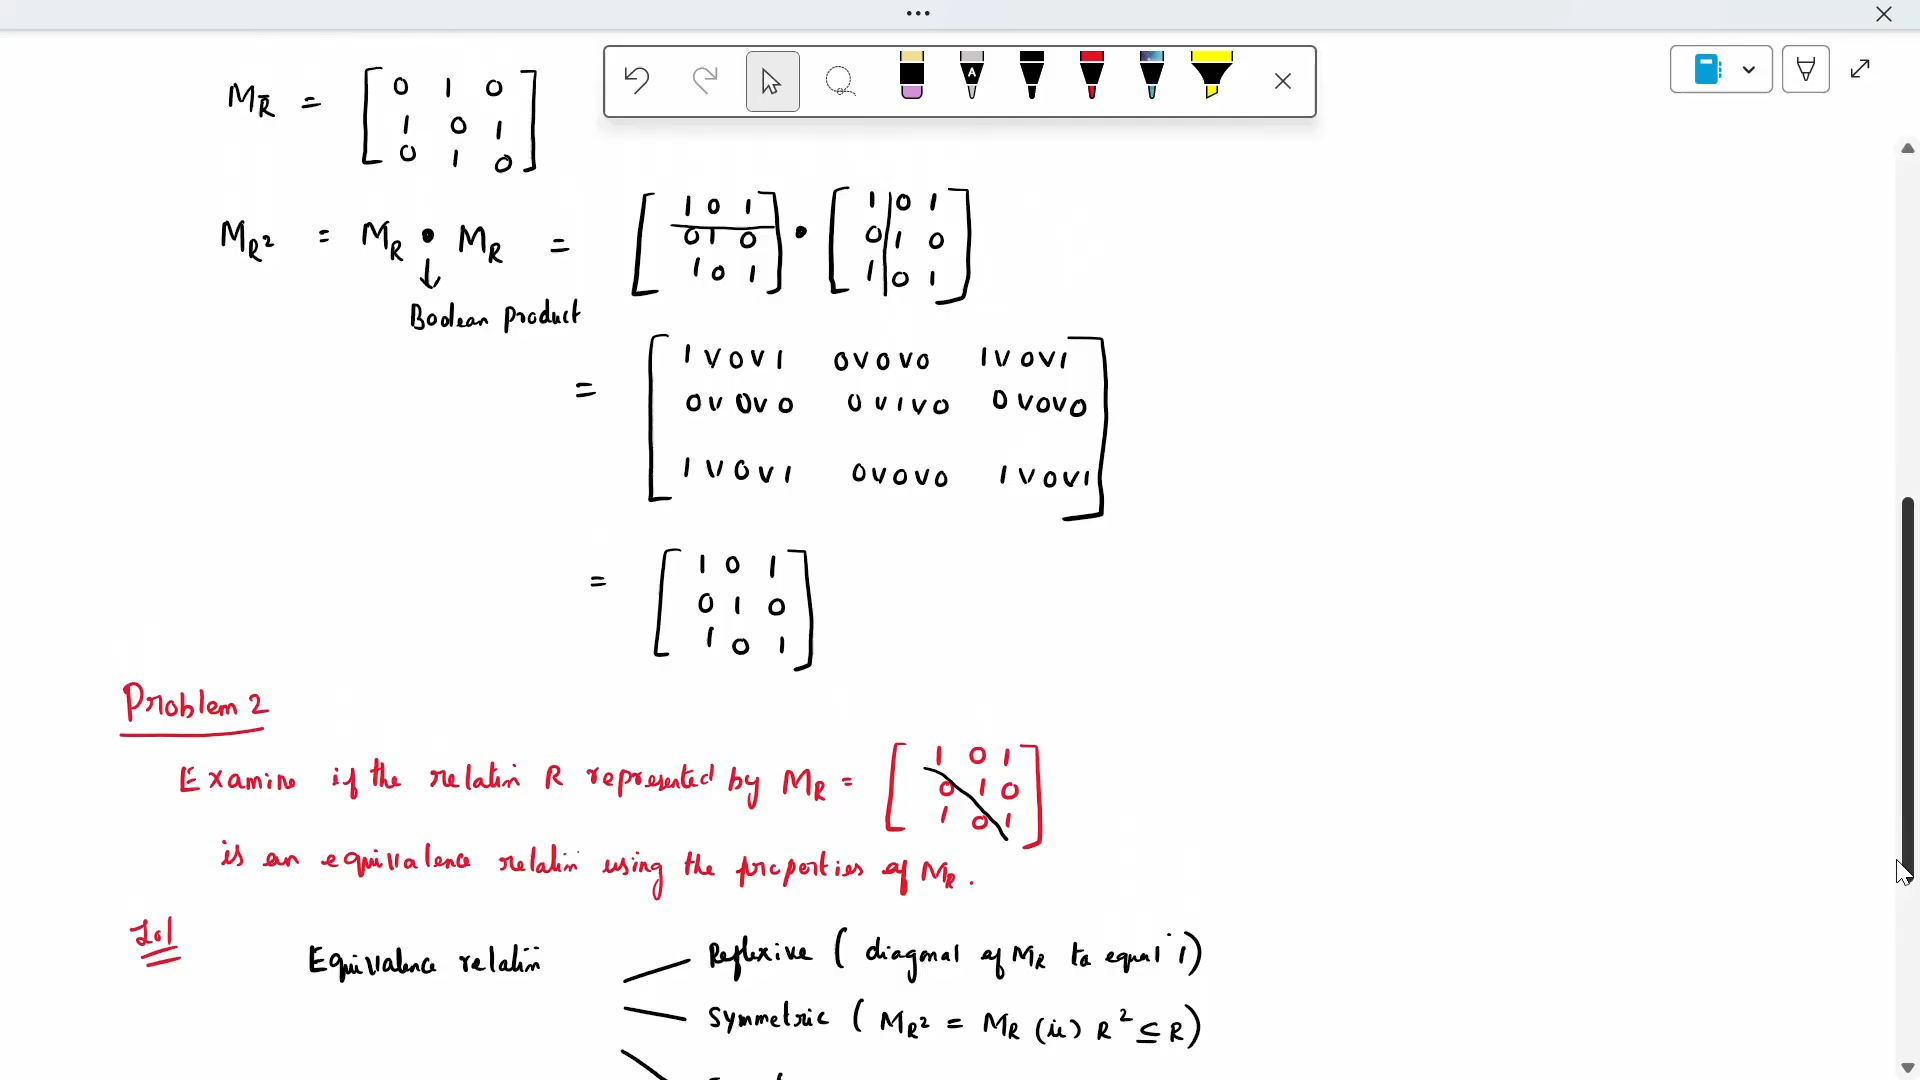 M_R̄ = [ 0 1 0
1 0 1
0 1 0 ]
M_R² = M_R • M_R = [ 1 0 1 • [ 1 0 1
0 1 0 0 1 0
1 0 1 ] 1 0 1 ]
↓
Boolean product
= [ 1 ∨ 0 ∨ 1 0 ∨ 0 ∨ 0 1 ∨ 0 ∨ 1
0 ∨ 0 ∨ 0 0 ∨ 1 ∨ 0 0 ∨ 0 ∨ 0
1 ∨ 0 ∨ 1 0 ∨ 0 ∨ 0 1 ∨ 0 ∨ 1 ]
= [ 1 0 1
0 1 0
1 0 1 ]
Problem 2
Examine if the relatin R represented by M_R = [ 1 0 1
0 1 0
1 0 1 ]
is an equivalence relatin using the properties of M_R.
Sol
Equivalence relatin
Reflexive ( diagonal of M_R to equal 1)
Symmetric ( M_R² = M_R (ie) R² ⊆ R)